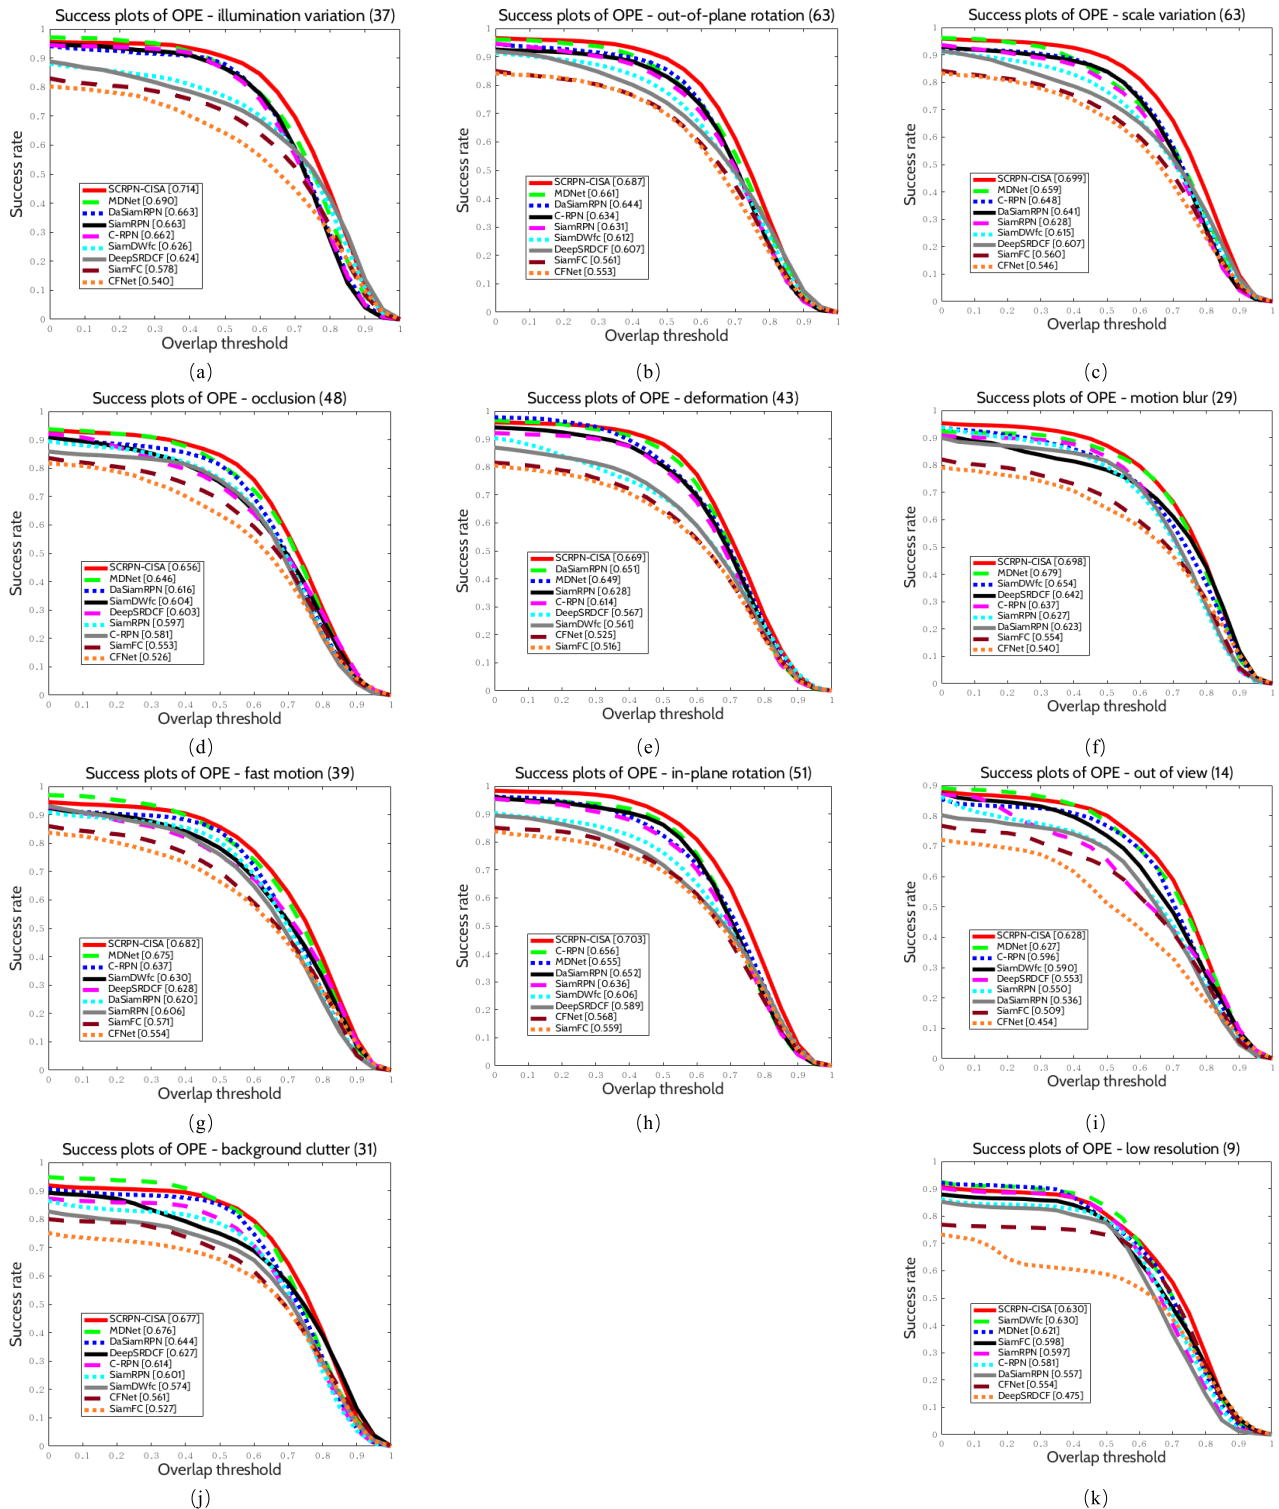 Success plots of OPE - illumination variation (37)
Success rate
SCRPN-CISA [0.714]
MDNet [0.690]
DaSiamRPN [0.663]
SiamRPN [0.663]
C-RPN [0.662]
SiamDWfc [0.626]
DeepSRDCF [0.624]
SiamFC [0.578]
CFNet [0.540]
Overlap threshold
(a)
Success plots of OPE - out-of-plane rotation (63)
Success rate
SCRPN-CISA [0.687]
MDNet [0.661]
DaSiamRPN [0.644]
C-RPN [0.634]
SiamRPN [0.631]
SiamDWfc [0.612]
DeepSRDCF [0.607]
SiamFC [0.561]
CFNet [0.553]
Overlap threshold
(b)
Success plots of OPE - scale variation (63)
Success rate
SCRPN-CISA [0.699]
MDNet [0.659]
C-RPN [0.648]
DaSiamRPN [0.641]
SiamRPN [0.628]
SiamDWfc [0.615]
DeepSRDCF [0.607]
SiamFC [0.560]
CFNet [0.546]
Overlap threshold
(c)
Success plots of OPE - occlusion (48)
Success rate
SCRPN-CISA [0.656]
MDNet [0.646]
DaSiamRPN [0.616]
SiamDWfc [0.604]
DeepSRDCF [0.603]
SiamRPN [0.597]
C-RPN [0.581]
SiamFC [0.553]
CFNet [0.526]
Overlap threshold
(d)
Success plots of OPE - deformation (43)
Success rate
SCRPN-CISA [0.669]
DaSiamRPN [0.651]
MDNet [0.649]
SiamRPN [0.628]
C-RPN [0.614]
DeepSRDCF [0.567]
SiamDWfc [0.561]
CFNet [0.525]
SiamFC [0.516]
Overlap threshold
(e)
Success plots of OPE - motion blur (29)
Success rate
SCRPN-CISA [0.698]
MDNet [0.679]
SiamDWfc [0.654]
DeepSRDCF [0.642]
C-RPN [0.637]
SiamRPN [0.627]
DaSiamRPN [0.623]
SiamFC [0.554]
CFNet [0.540]
Overlap threshold
(f)
Success plots of OPE - fast motion (39)
Success rate
SCRPN-CISA [0.682]
MDNet [0.675]
C-RPN [0.637]
SiamDWfc [0.630]
DeepSRDCF [0.628]
DaSiamRPN [0.620]
SiamRPN [0.606]
SiamFC [0.571]
CFNet [0.554]
Overlap threshold
(g)
Success plots of OPE - in-plane rotation (51)
Success rate
SCRPN-CISA [0.703]
C-RPN [0.656]
MDNet [0.655]
DaSiamRPN [0.652]
SiamRPN [0.636]
SiamDWfc [0.606]
DeepSRDCF [0.589]
CFNet [0.568]
SiamFC [0.559]
Overlap threshold
(h)
Success plots of OPE - out of view (14)
Success rate
SCRPN-CISA [0.628]
MDNet [0.627]
C-RPN [0.596]
SiamDWfc [0.590]
DeepSRDCF [0.553]
SiamRPN [0.550]
DaSiamRPN [0.536]
SiamFC [0.509]
CFNet [0.454]
Overlap threshold
(i)
Success plots of OPE - background clutter (31)
Success rate
SCRPN-CISA [0.677]
MDNet [0.676]
DaSiamRPN [0.644]
DeepSRDCF [0.627]
C-RPN [0.614]
SiamRPN [0.601]
SiamDWfc [0.574]
CFNet [0.561]
SiamFC [0.527]
Overlap threshold
(j)
Success plots of OPE - low resolution (9)
Success rate
SCRPN-CISA [0.630]
SiamDWfc [0.630]
MDNet [0.621]
SiamFC [0.598]
SiamRPN [0.597]
C-RPN [0.581]
DaSiamRPN [0.557]
CFNet [0.554]
DeepSRDCF [0.475]
Overlap threshold
(k)